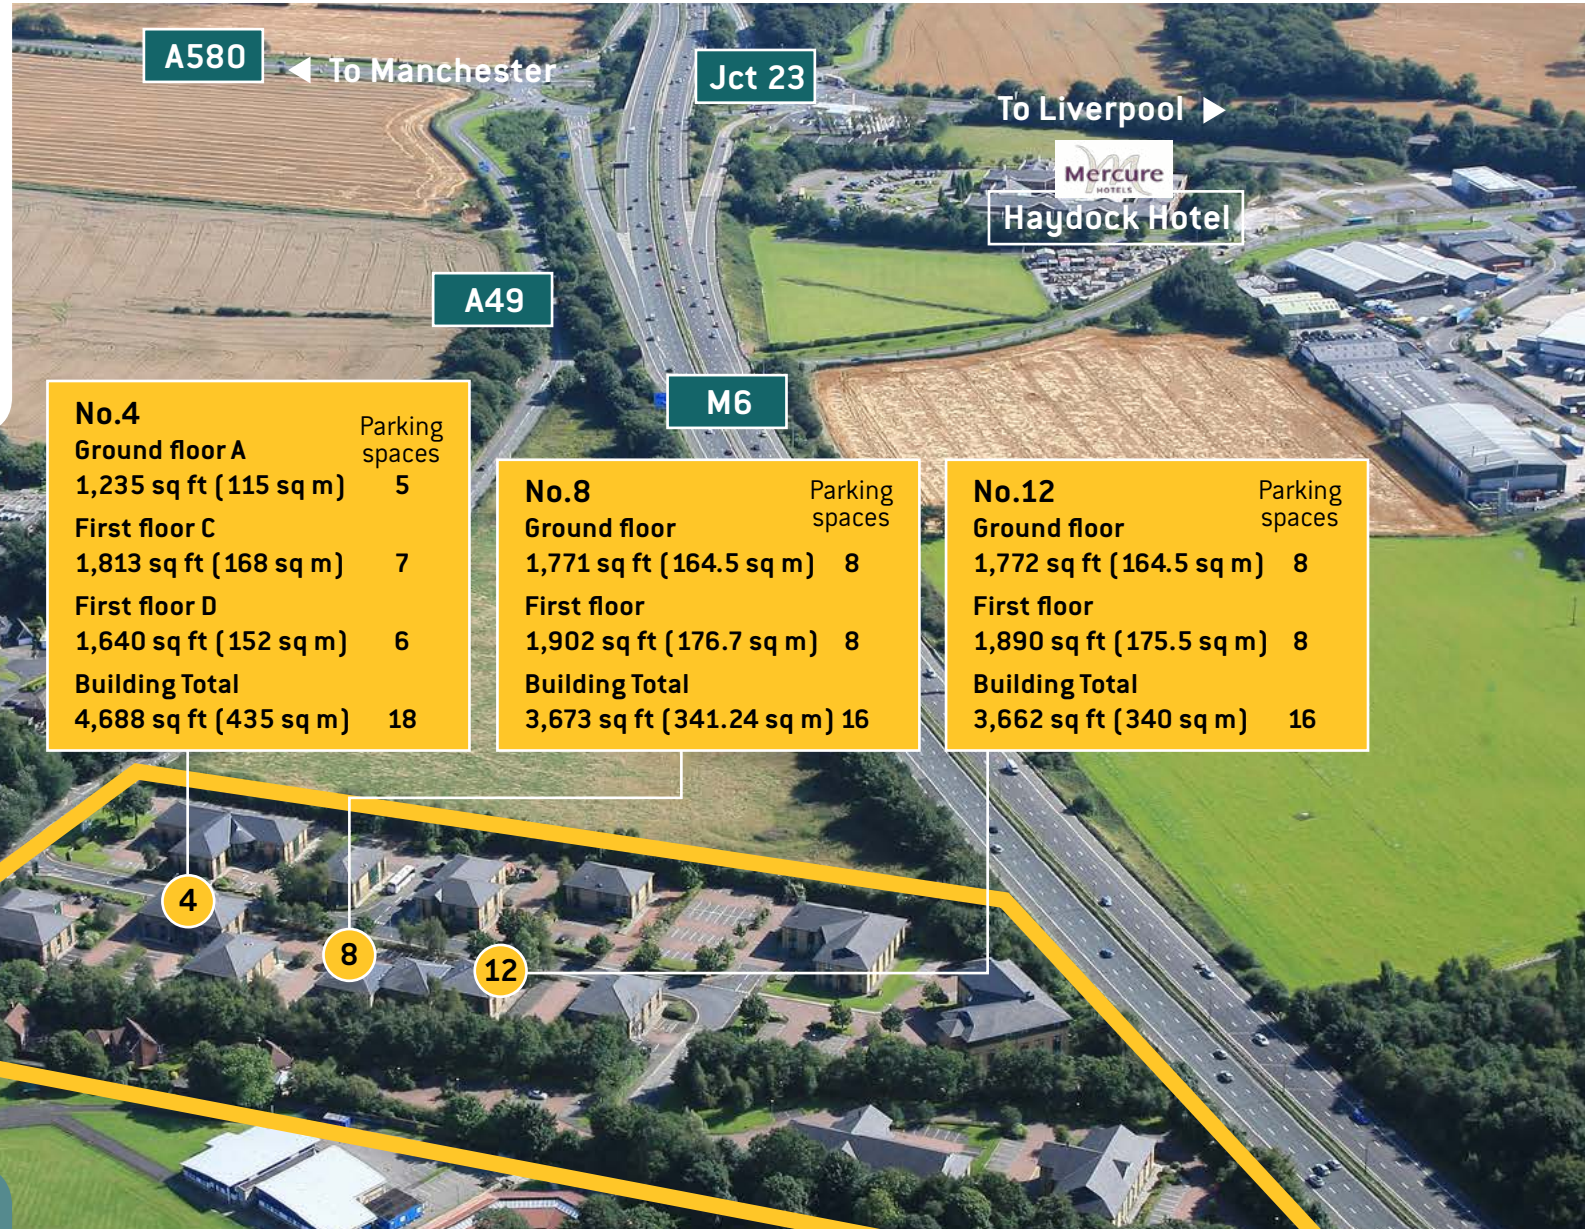 A580
To Manchester
Jct 23
To Liverpool
Mercure
HOTELS
Haydock Hotel
A49
M6
No.4
Parking spaces
Ground floor A
1,235 sq ft (115 sq m) 5
First floor C
1,813 sq ft (168 sq m) 7
First floor D
1,640 sq ft (152 sq m) 6
Building Total
4,688 sq ft (435 sq m) 18
No.8
Parking spaces
Ground floor
1,771 sq ft (164.5 sq m) 8
First floor
1,902 sq ft (176.7 sq m) 8
Building Total
3,673 sq ft (341.24 sq m) 16
No.12
Parking spaces
Ground floor
1,772 sq ft (164.5 sq m) 8
First floor
1,890 sq ft (175.5 sq m) 8
Building Total
3,662 sq ft (340 sq m) 16
4
8
12